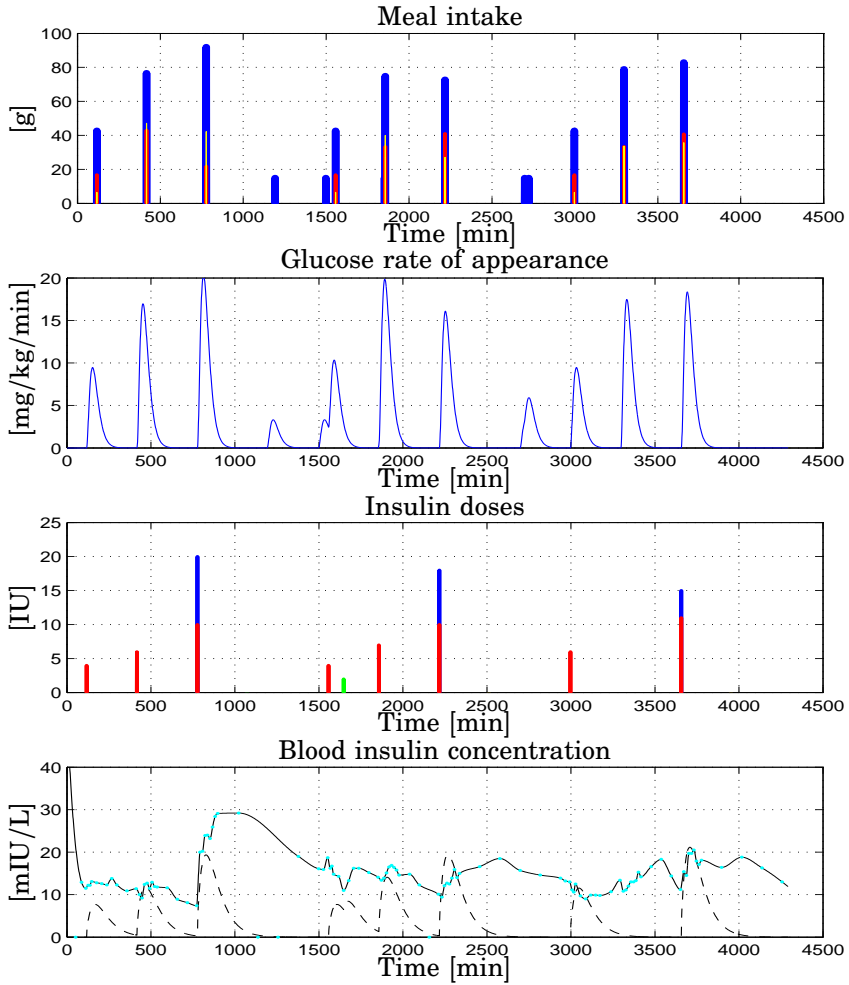 Meal intake
100
80
60
40
20
0
[g]
0 500 1000 1500 2000 2500 3000 3500 4000 4500
Time [min]
Glucose rate of appearance
20
15
10
5
0
[mg/kg/min]
0 500 1000 1500 2000 2500 3000 3500 4000 4500
Time [min]
Insulin doses
25
20
15
10
5
0
[IU]
0 500 1000 1500 2000 2500 3000 3500 4000 4500
Time [min]
Blood insulin concentration
40
30
20
10
0
[mIU/L]
0 500 1000 1500 2000 2500 3000 3500 4000 4500
Time [min]